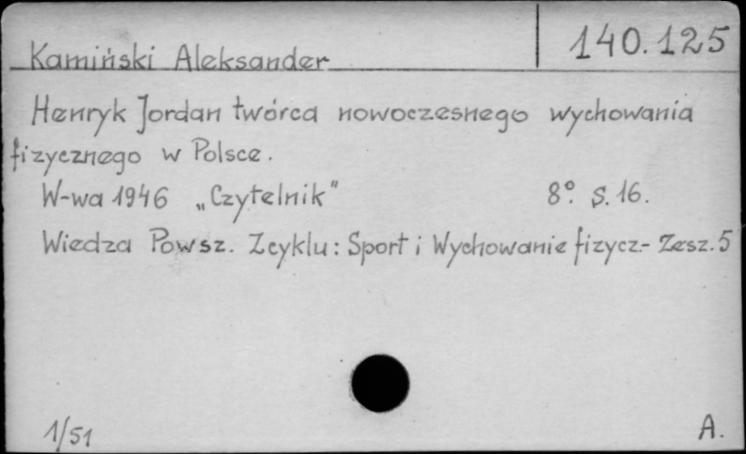 Kamiński Aleksander
140.125
Henryk Jordan twórca nowoczesnego wychowania
fizycznego w Polsce.
W-wa 1946 „Czytelnik" 8° S. 16.
Wiedza Powsz. Z cyklu: Sport i Wychowanie fizycz.- Zesz. 5
1/51
A.